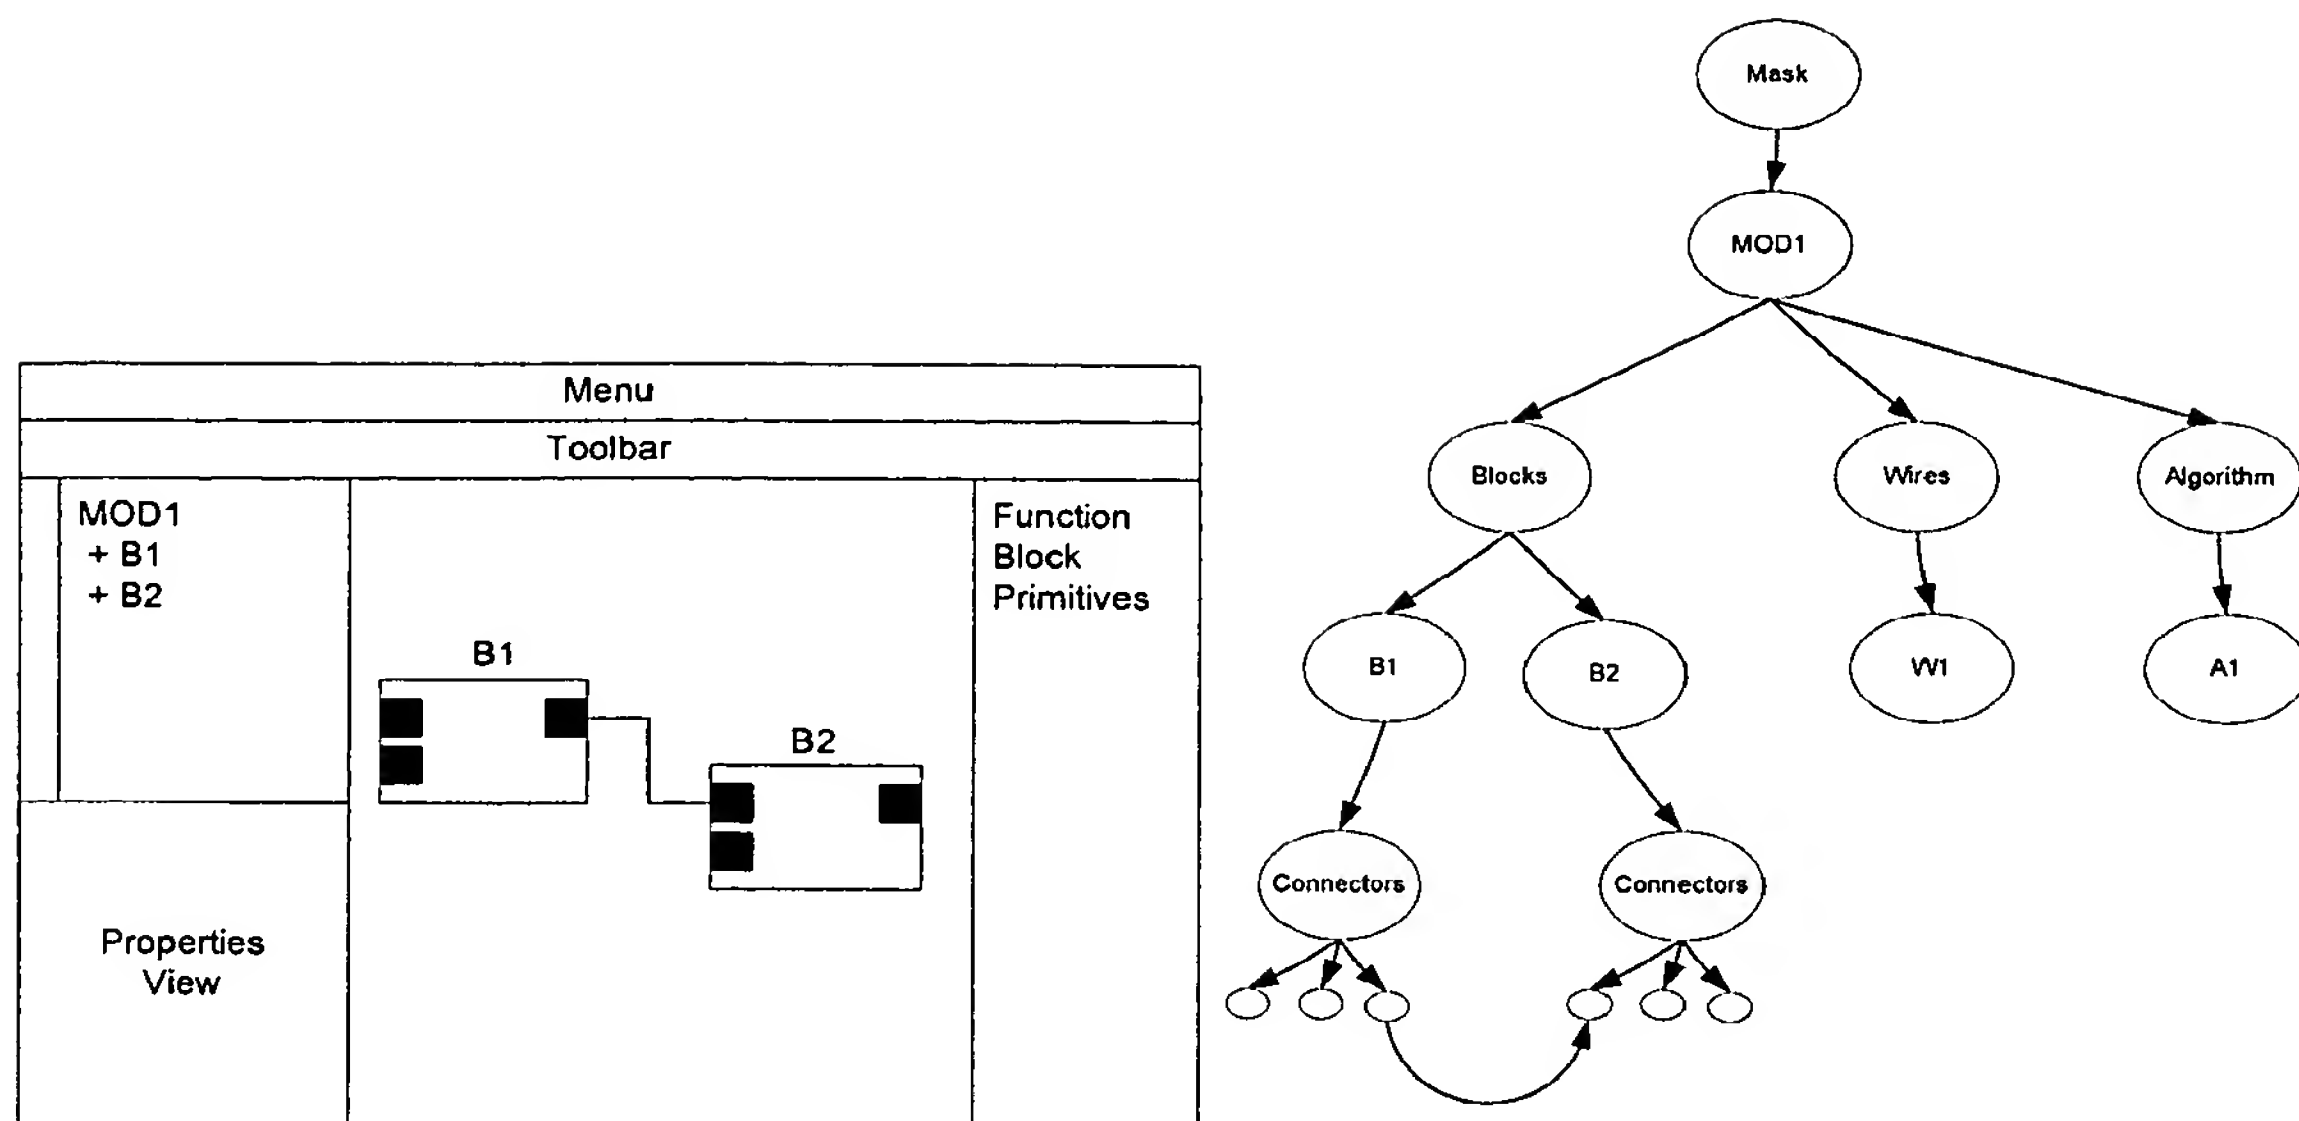 Menu
Toolbar
MOD1
+ B1
+ B2
Function
Block
Primitives
B1
B2
Properties
View
Mask
MOD1
Blocks
Wires
Algorithm
B1
B2
W1
A1
Connectors
Connectors